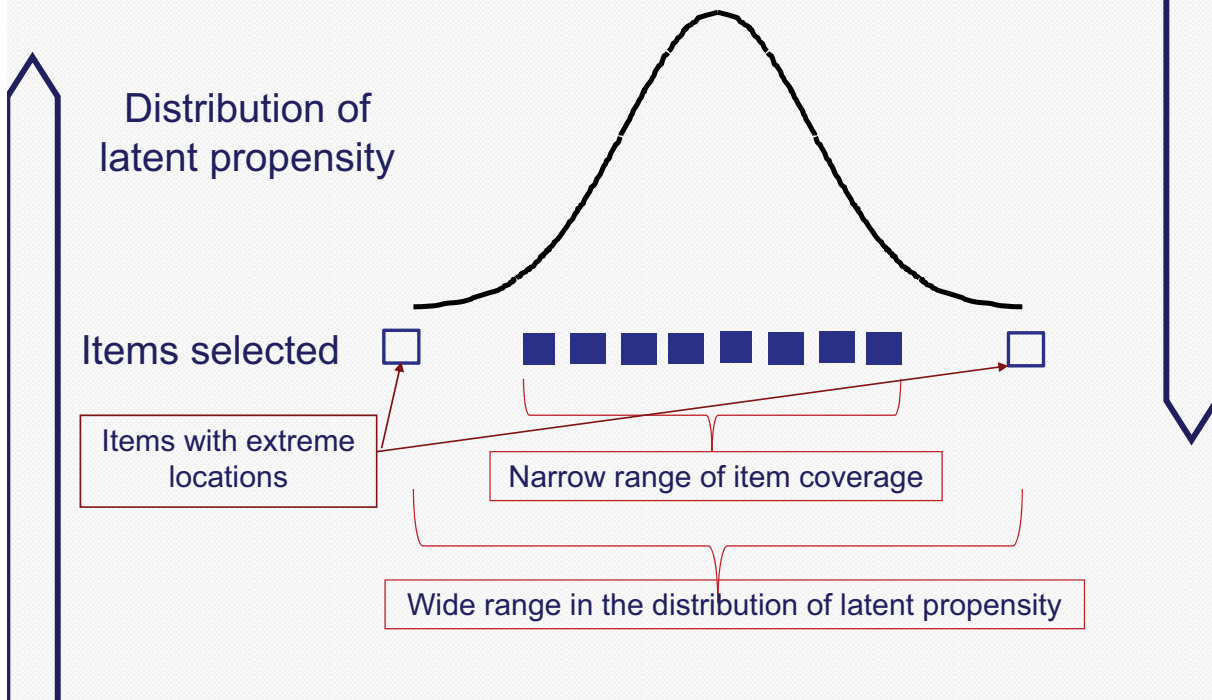 Distribution of
latent propensity
Items selected
Items with extreme
locations
Narrow range of item coverage
Wide range in the distribution of latent propensity